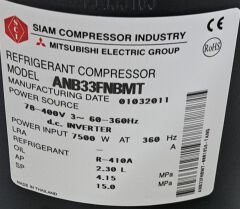 SCI
SIAM COMPRESSOR INDUSTRY
MITSUBISHI ELECTRIC GROUP
RoHS
REFRIGERANT COMPRESSOR
MODEL ANB33FNBMT
MANUFACTURING DATE 01032011
POWER SOURCE
70-400V 3~ 60-360Hz
d.c. INVERTER
POWER INPUT 7500 W AT 360 Hz
LRA A
REFRIGERANT R-410A
OIL 2.30 L
AP 4.15 MPa
SP 15.0 MPa
MADE IN THAILAND